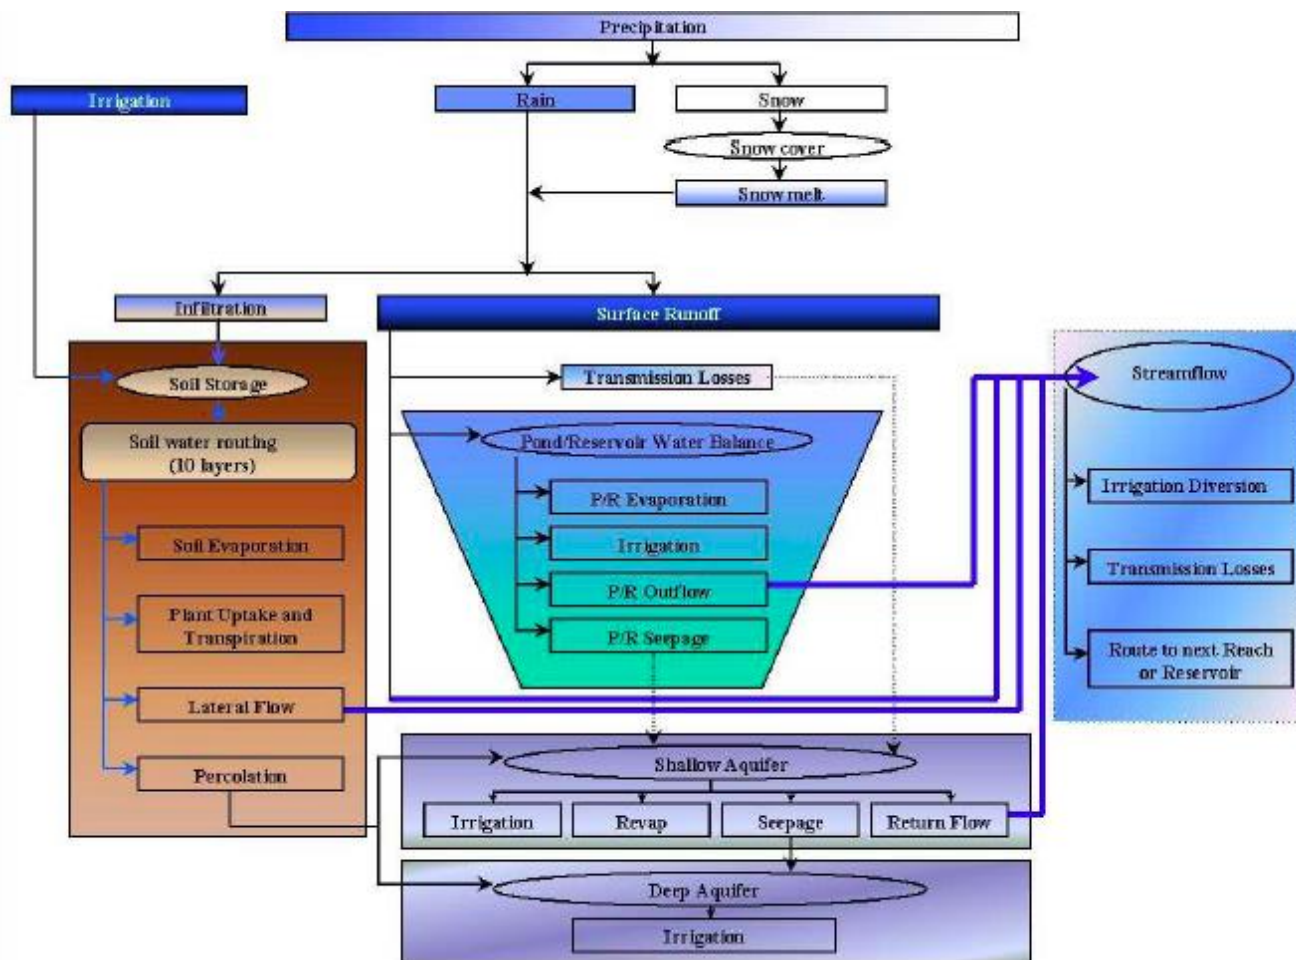 Precipitation
Irrigation
Rain
Snow
Snow cover
Snow melt
Infiltration
Surface Runoff
Soil Storage
Transmission Losses
Streamflow
Soil water routing
(10 layers)
Pond/Reservoir Water Balance
P/R Evaporation
Irrigation Diversion
Soil Evaporation
Irrigation
Transmission Losses
P/R Outflow
Plant Uptake and
Transpiration
P/R Seepage
Route to next Reach
or Reservoir
Lateral Flow
Percolation
Shallow Aquifer
Irrigation
Revap
Seepage
Return Flow
Deep Aquifer
Irrigation